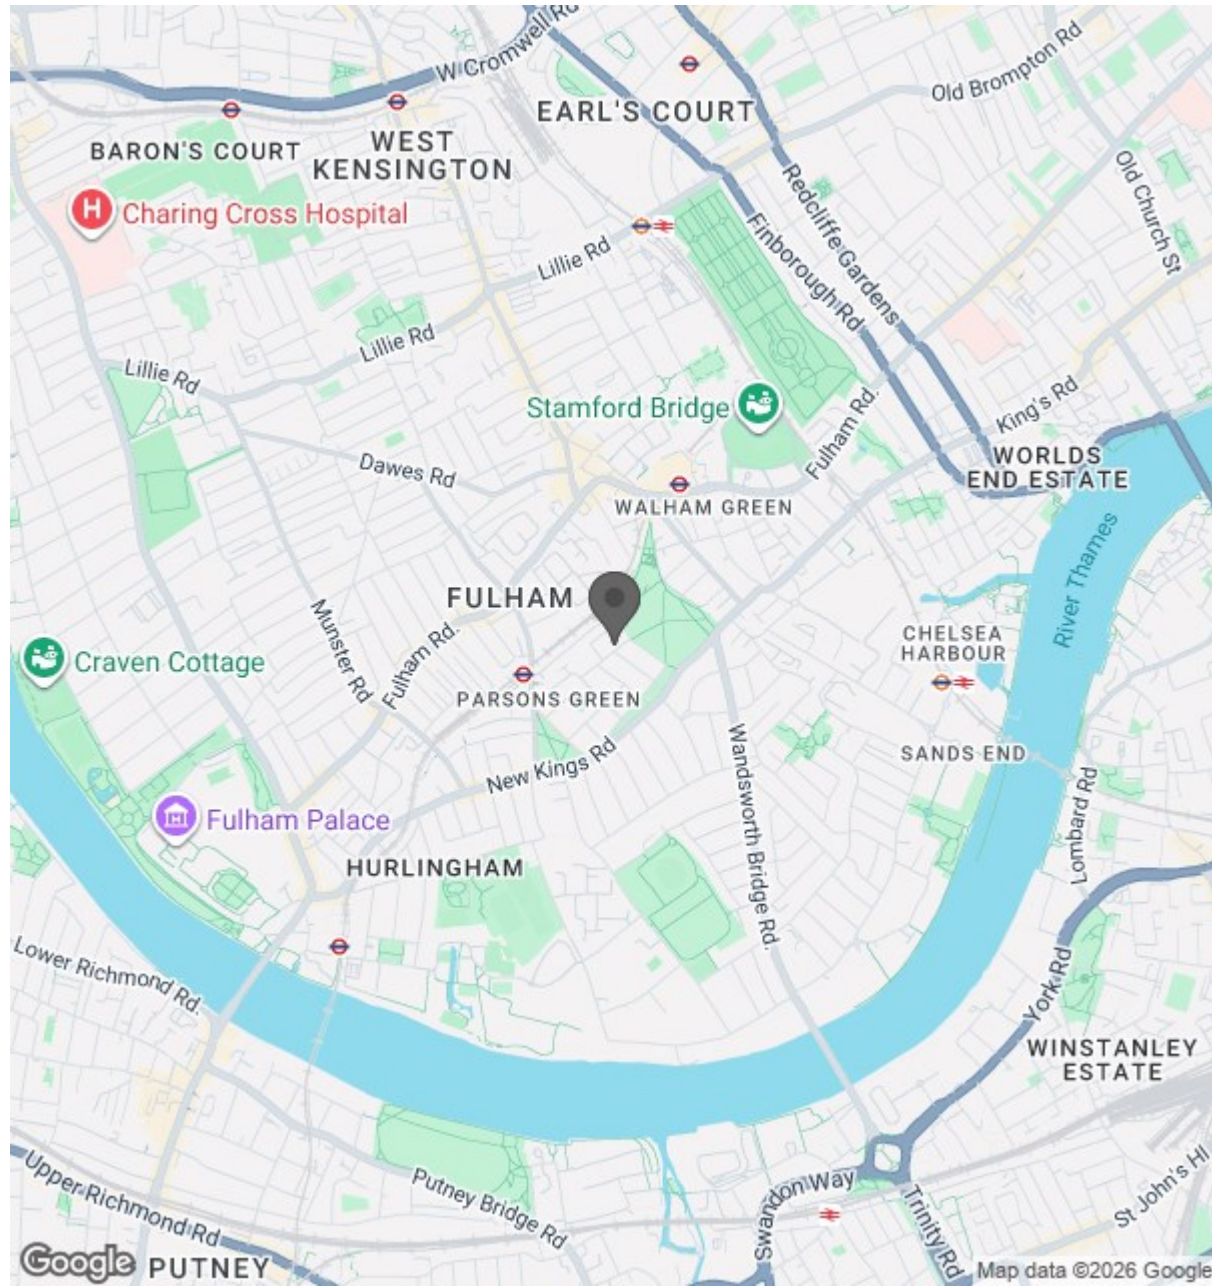 W Cromwell Rd
Old Brompton Rd
EARL'S COURT
WEST
KENSINGTON
BARON'S COURT
Old Church St
Redcliffe Gardens
H
Charing Cross Hospital
Finborough Rd
Lillie Rd
Lillie Rd
Lillie Rd
King's Rd
Stamford Bridge
Fulham Rd.
WORLDS
END ESTATE
Dawes Rd
WALHAM GREEN
River Thames
FULHAM
Munster Rd
Fulham Rd.
CHELSEA
HARBOUR
Craven Cottage
PARSONS GREEN
Wandsworth Bridge Rd.
SANDS END
New Kings Rd
Lombard Rd
Fulham Palace
HURLINGHAM
Lower Richmond Rd.
York Rd
WINSTANLEY
ESTATE
Upper Richmond Rd
Putney Bridge Rd
Swandon Way
Trinity Rd
St John's Hl
Google
PUTNEY
Map data ©2026 Google